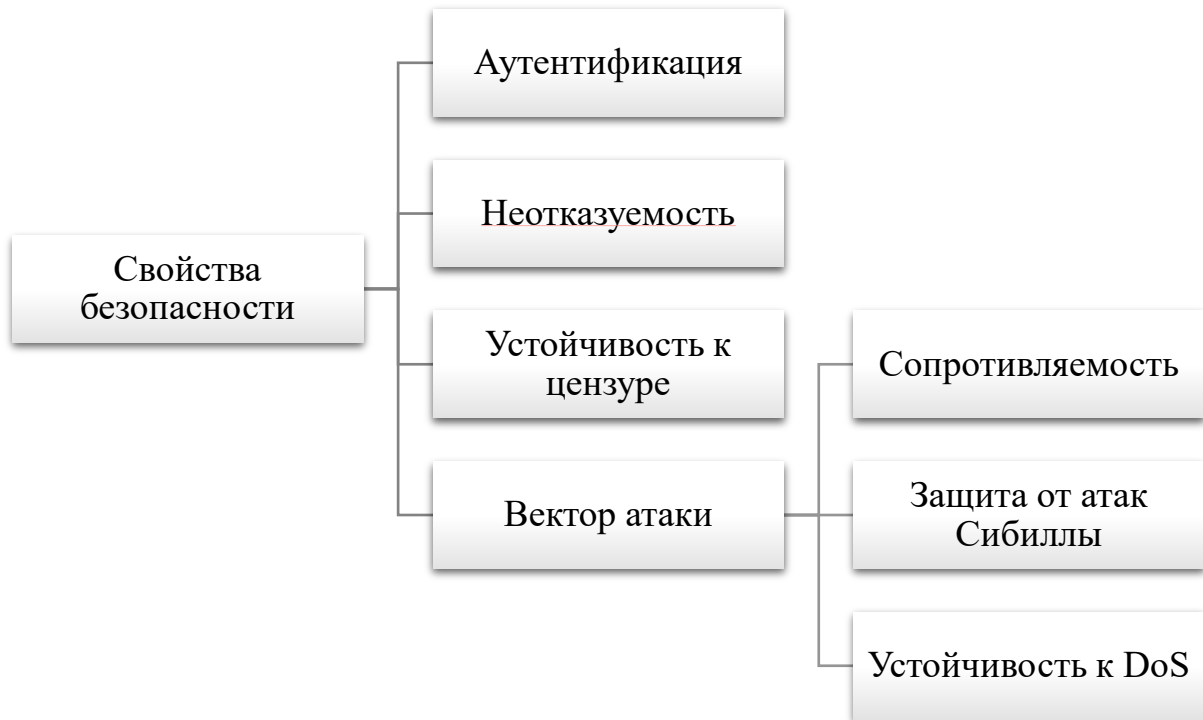 Аутентификация
Неотказуемость
Свойства
безопасности
Устойчивость к
цензуре
Сопротивляемость
Вектор атаки
Защита от атак
Сибиллы
Устойчивость к DoS